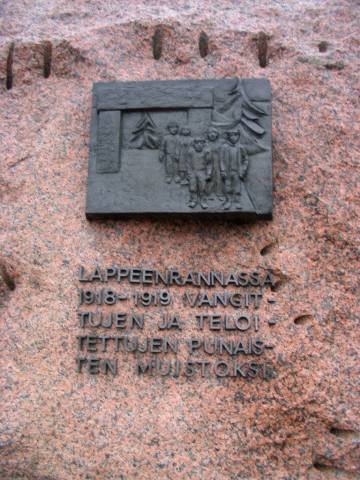 LAPPEENRANNASSA
1918-1919 VANGIT-
TUJEN JA TELOI-
TETTUJEN PUNAIS-
TEN MUISTOKSI